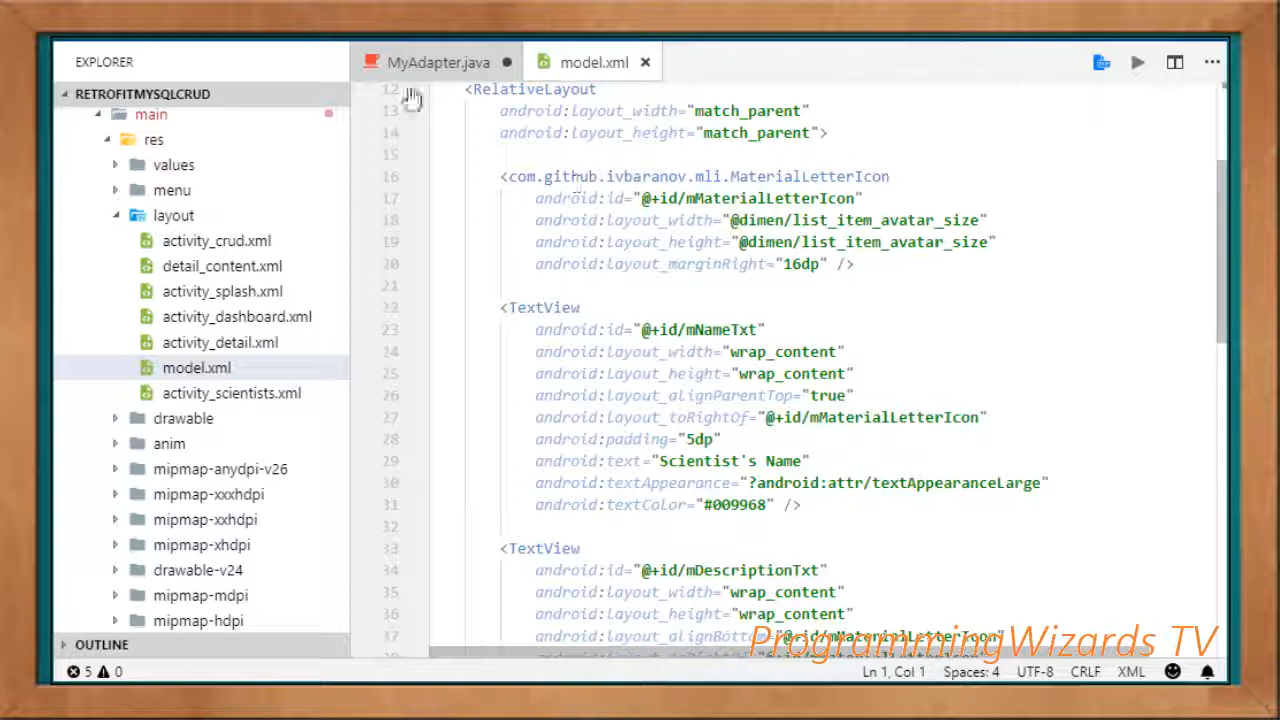 EXPLORER
RETROFITMYSQLCRUD
main
res
values
menu
layout
activity_crud.xml
detail_content.xml
activity_splash.xml
activity_dashboard.xml
activity_detail.xml
model.xml
activity_scientists.xml
drawable
anim
mipmap-anydpi-v26
mipmap-xxxhdpi
mipmap-xxhdpi
mipmap-xhdpi
drawable-v24
mipmap-mdpi
mipmap-hdpi
OUTLINE
MyAdapter.java
model.xml
12 <RelativeLayout
13 android:layout_width="match_parent"
14 android:layout_height="match_parent">
15
16 <com.github.ivbaranov.mli.MaterialLetterIcon
17 android:id="@+id/mMaterialLetterIcon"
18 android:layout_width="@dimen/list_item_avatar_size"
19 android:layout_height="@dimen/list_item_avatar_size"
20 android:layout_marginRight="16dp" />
21
22 <TextView
23 android:id="@+id/mNameTxt"
24 android:layout_width="wrap_content"
25 android:layout_height="wrap_content"
26 android:layout_alignParentTop="true"
27 android:layout_toRightOf="@+id/mMaterialLetterIcon"
28 android:padding="5dp"
29 android:text="Scientist's Name"
30 android:textAppearance="?android:attr/textAppearanceLarge"
31 android:textColor="#009968" />
32
33 <TextView
34 android:id="@+id/mDescriptionTxt"
35 android:layout_width="wrap_content"
36 android:layout_height="wrap_content"
37 android:layout_alignBottom="@+id/mMaterialLetterIcon"
ProgrammingWizards TV
5 0
Ln 1, Col 1 Spaces: 4 UTF-8 CRLF XML